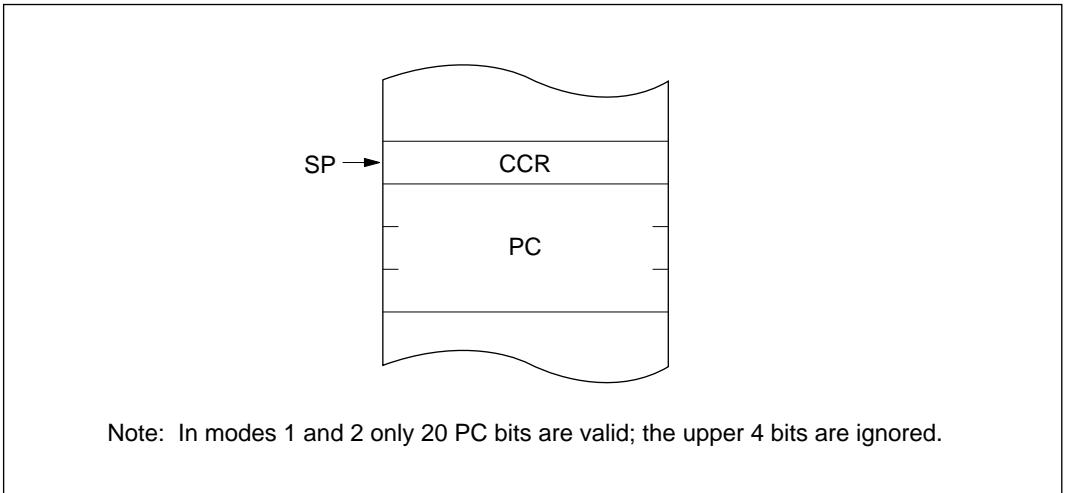 SP
CCR
PC
Note: In modes 1 and 2 only 20 PC bits are valid; the upper 4 bits are ignored.